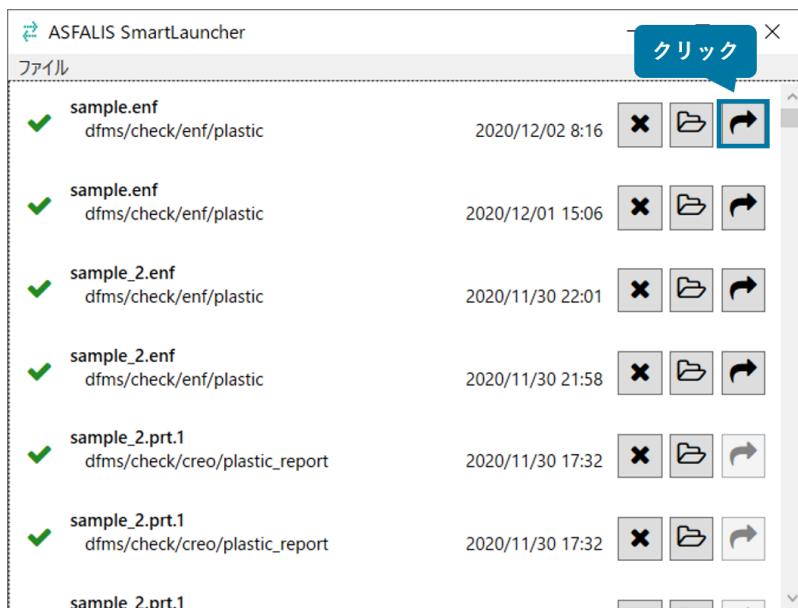 ASFALIS SmartLauncher
クリック
ファイル
sample.enf
dfms/check/enf/plastic
2020/12/02 8:16
sample.enf
dfms/check/enf/plastic
2020/12/01 15:06
sample_2.enf
dfms/check/enf/plastic
2020/11/30 22:01
sample_2.enf
dfms/check/enf/plastic
2020/11/30 21:58
sample_2.prt.1
dfms/check/creo/plastic_report
2020/11/30 17:32
sample_2.prt.1
dfms/check/creo/plastic_report
2020/11/30 17:32
sample_2.prt.1